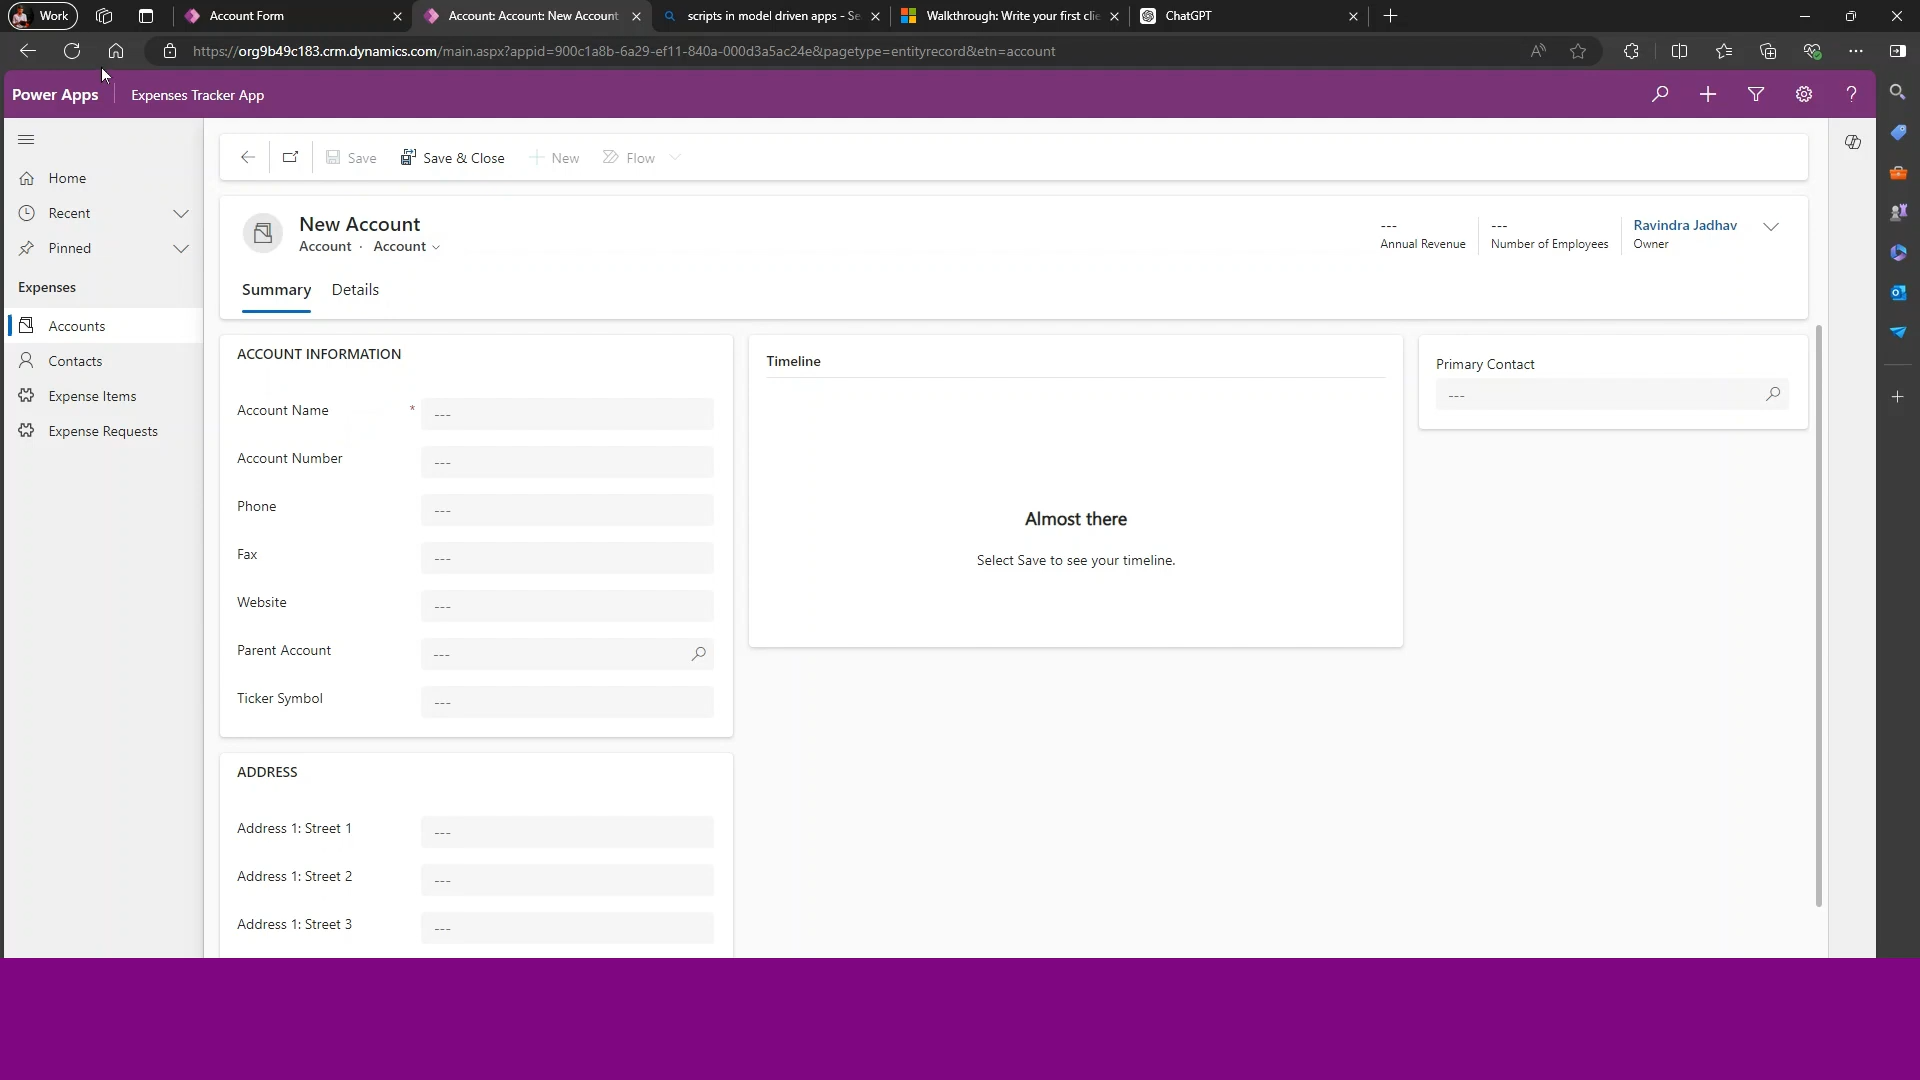 Work
Account Form
Account: Account: New Account
scripts in model driven apps - Se
Walkthrough: Write your first clie
ChatGPT
https://org9b49c183.crm.dynamics.com/main.aspx?appid=900c1a8b-6a29-ef11-840a-000d3a5ac24e&pagetype=entityrecord&etn=account
Power Apps
Expenses Tracker App
Home
Recent
Pinned
Expenses
Accounts
Contacts
Expense Items
Expense Requests
Save
Save & Close
New
Flow
New Account
Account · Account
---
Annual Revenue
---
Number of Employees
Ravindra Jadhav
Owner
Summary
Details
ACCOUNT INFORMATION
Account Name * ---
Account Number ---
Phone ---
Fax ---
Website ---
Parent Account ---
Ticker Symbol ---
ADDRESS
Address 1: Street 1 ---
Address 1: Street 2 ---
Address 1: Street 3 ---
Timeline
Almost there
Select Save to see your timeline.
Primary Contact
---